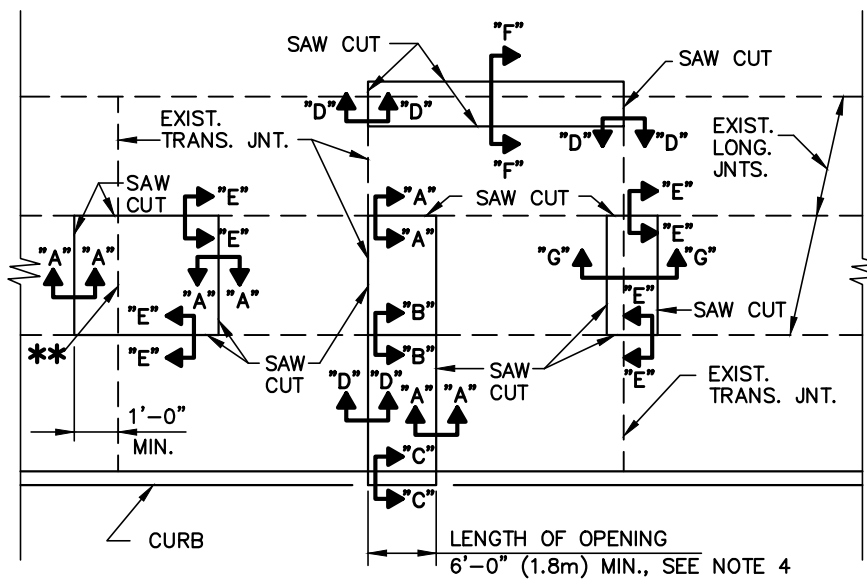 "F"
SAW CUT
SAW CUT
"D" "D"
EXIST.
TRANS. JNT.
"D" "D"
EXIST.
LONG.
JNTS.
"F"
SAW
CUT
"E"
"A"
SAW CUT
"E"
"E"
"A"
"E"
"A" "A"
"G" "G"
"A" "A"
"E"
"B"
"E"
SAW CUT
**
"E"
"B"
SAW
CUT
"E"
SAW
CUT
"D" "D"
"A" "A"
EXIST.
TRANS. JNT.
1'-0"
MIN.
"C"
"C"
CURB
LENGTH OF OPENING
6'-0" (1.8m) MIN., SEE NOTE 4